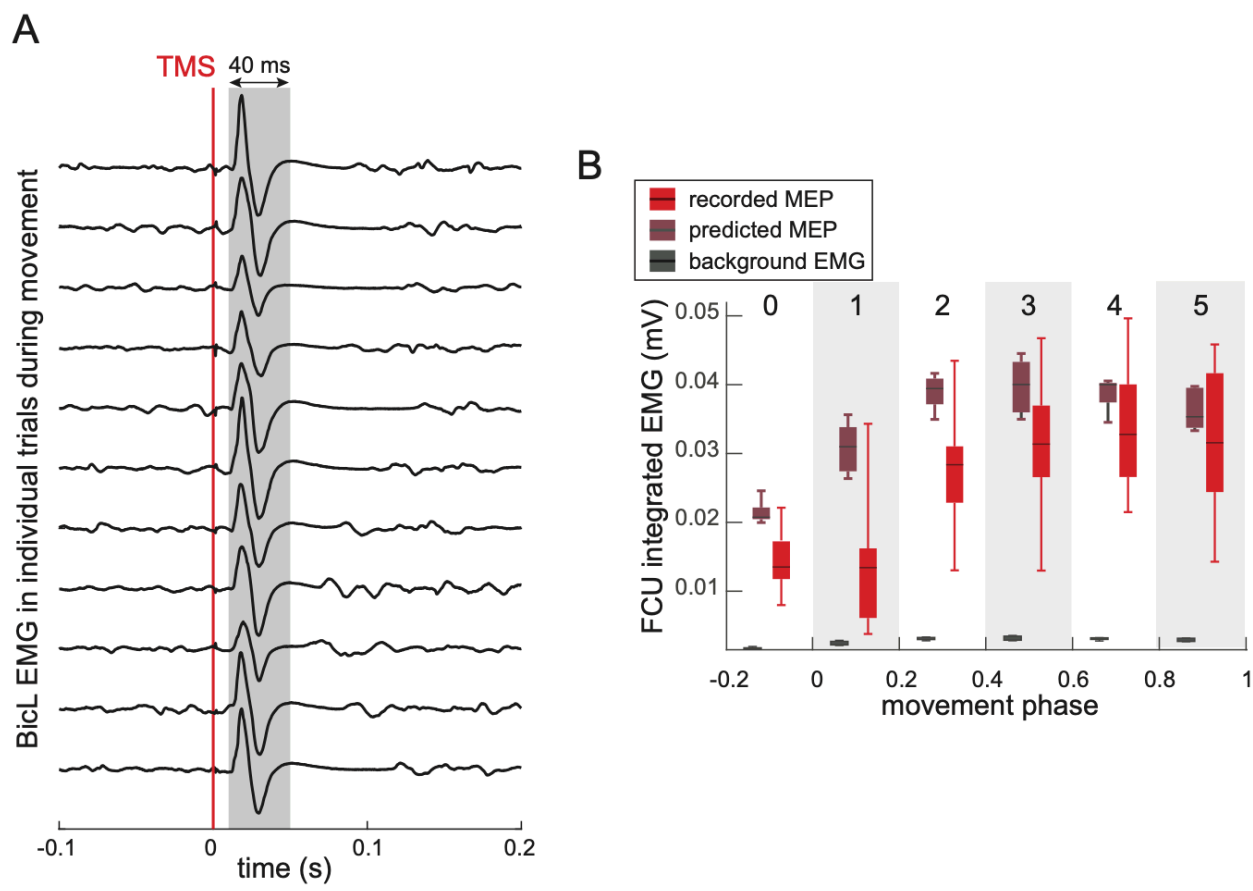 A
TMS
40 ms
BicL EMG in individual trials during movement
-0.1
0
0.1
0.2
time (s)
B
recorded MEP
predicted MEP
background EMG
0 1 2 3 4 5
FCU integrated EMG (mV)
0.05
0.04
0.03
0.02
0.01
-0.2 0 0.2 0.4 0.6 0.8 1
movement phase